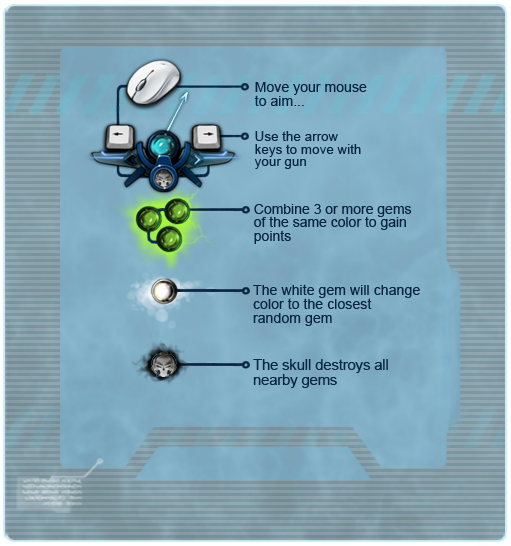 Move your mouse
to aim...
Use the arrow
keys to move with
your gun
Combine 3 or more gems
of the same color to gain
points
The white gem will change
color to the closest
random gem
The skull destroys all
nearby gems